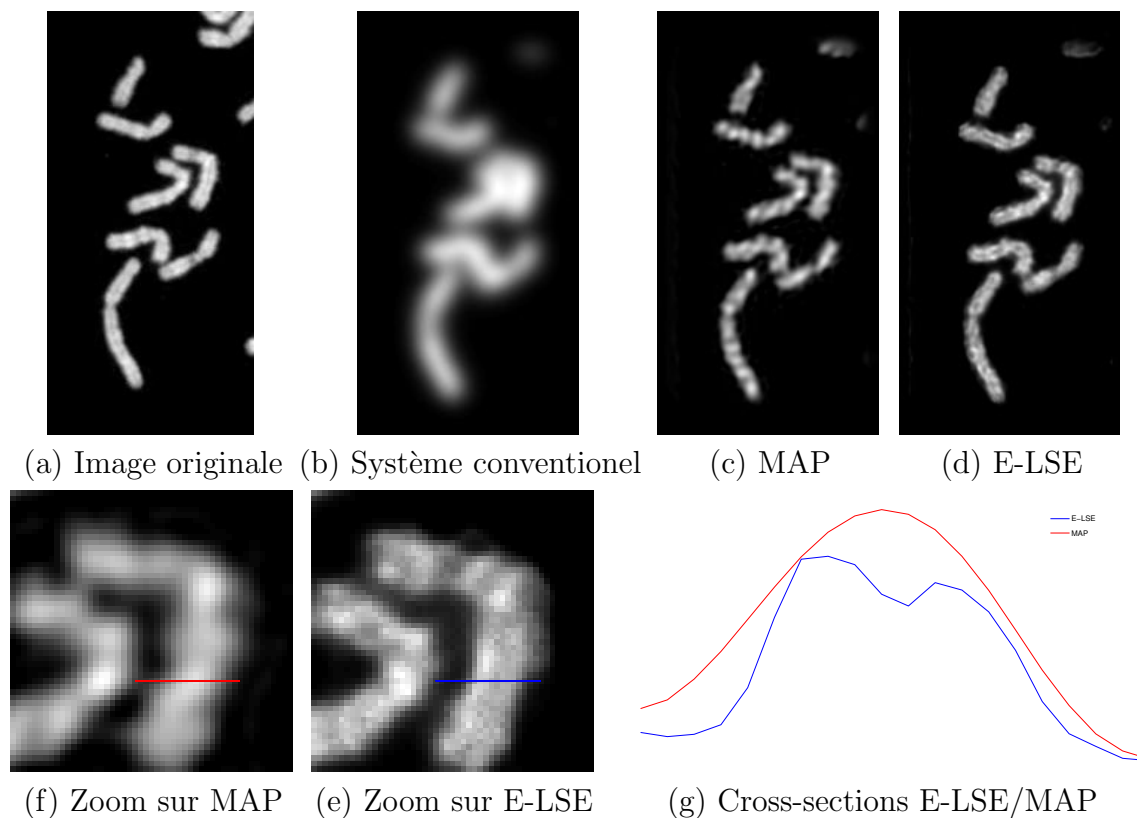 (a) Image originale
(b) Système conventionel
(c) MAP
(d) E-LSE
E-LSE
MAP
(f) Zoom sur MAP
(e) Zoom sur E-LSE
(g) Cross-sections E-LSE/MAP